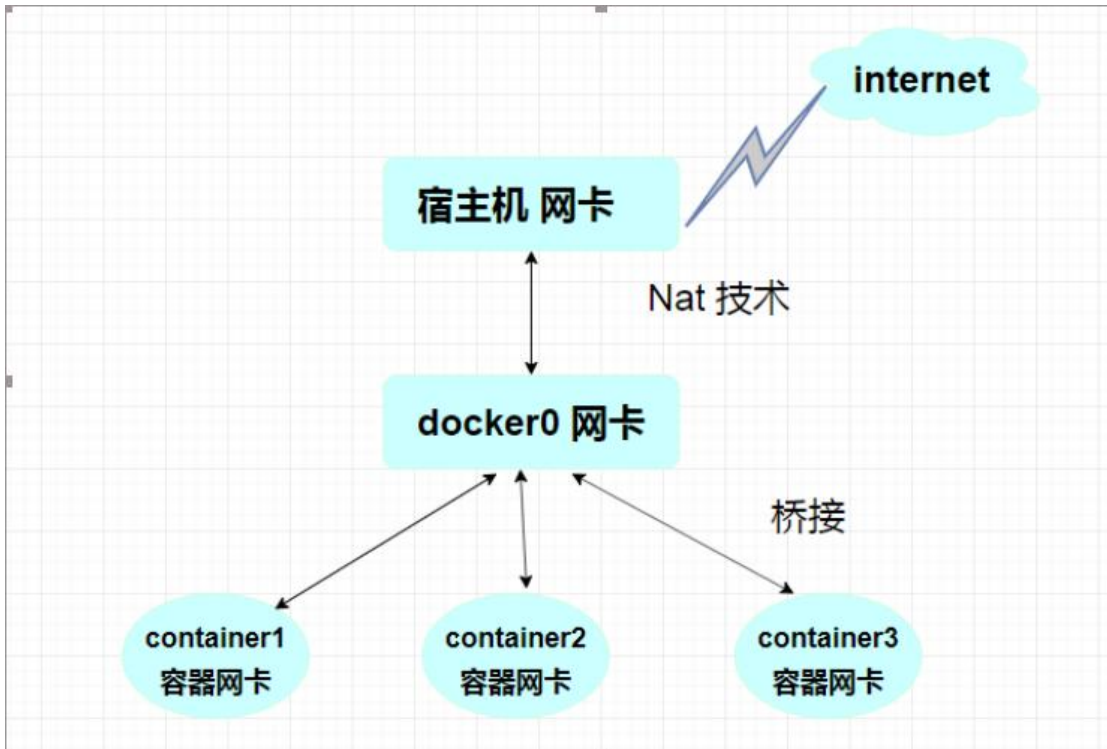 internet
宿主机 网卡
Nat 技术
docker0 网卡
桥接
container1
容器网卡
container2
容器网卡
container3
容器网卡